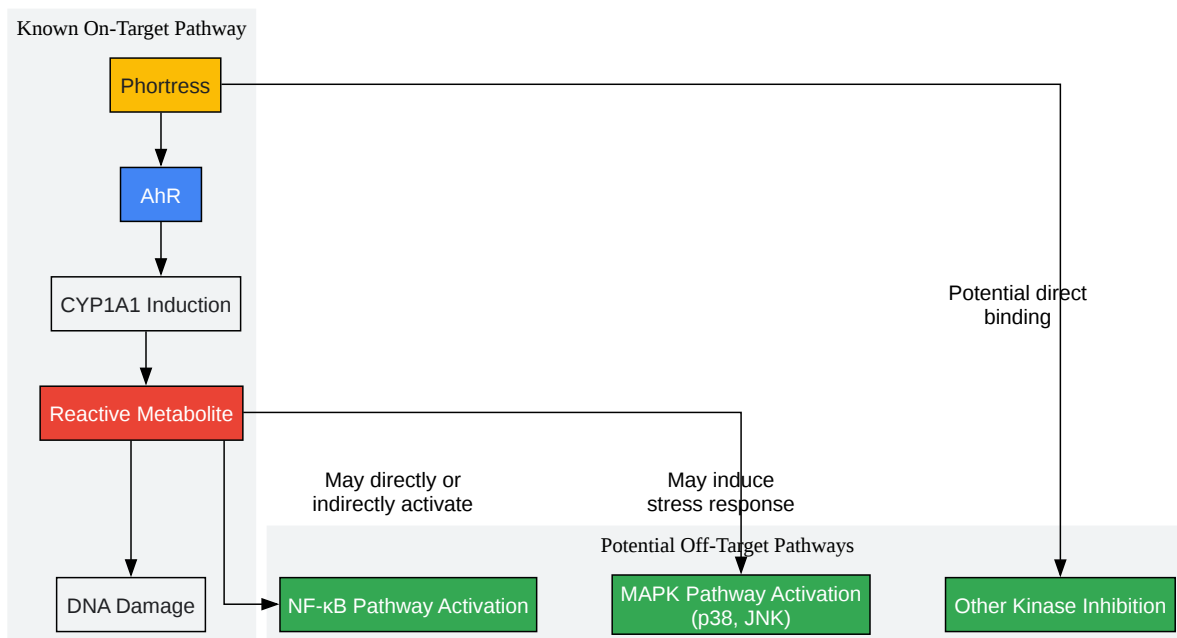 Known On-Target Pathway
Phortress
AhR
CYP1A1 Induction
Potential direct
binding
Reactive Metabolite
May directly or
indirectly activate
May induce
stress response
Potential Off-Target Pathways
DNA Damage
NF-κB Pathway Activation
MAPK Pathway Activation
(p38, JNK)
Other Kinase Inhibition